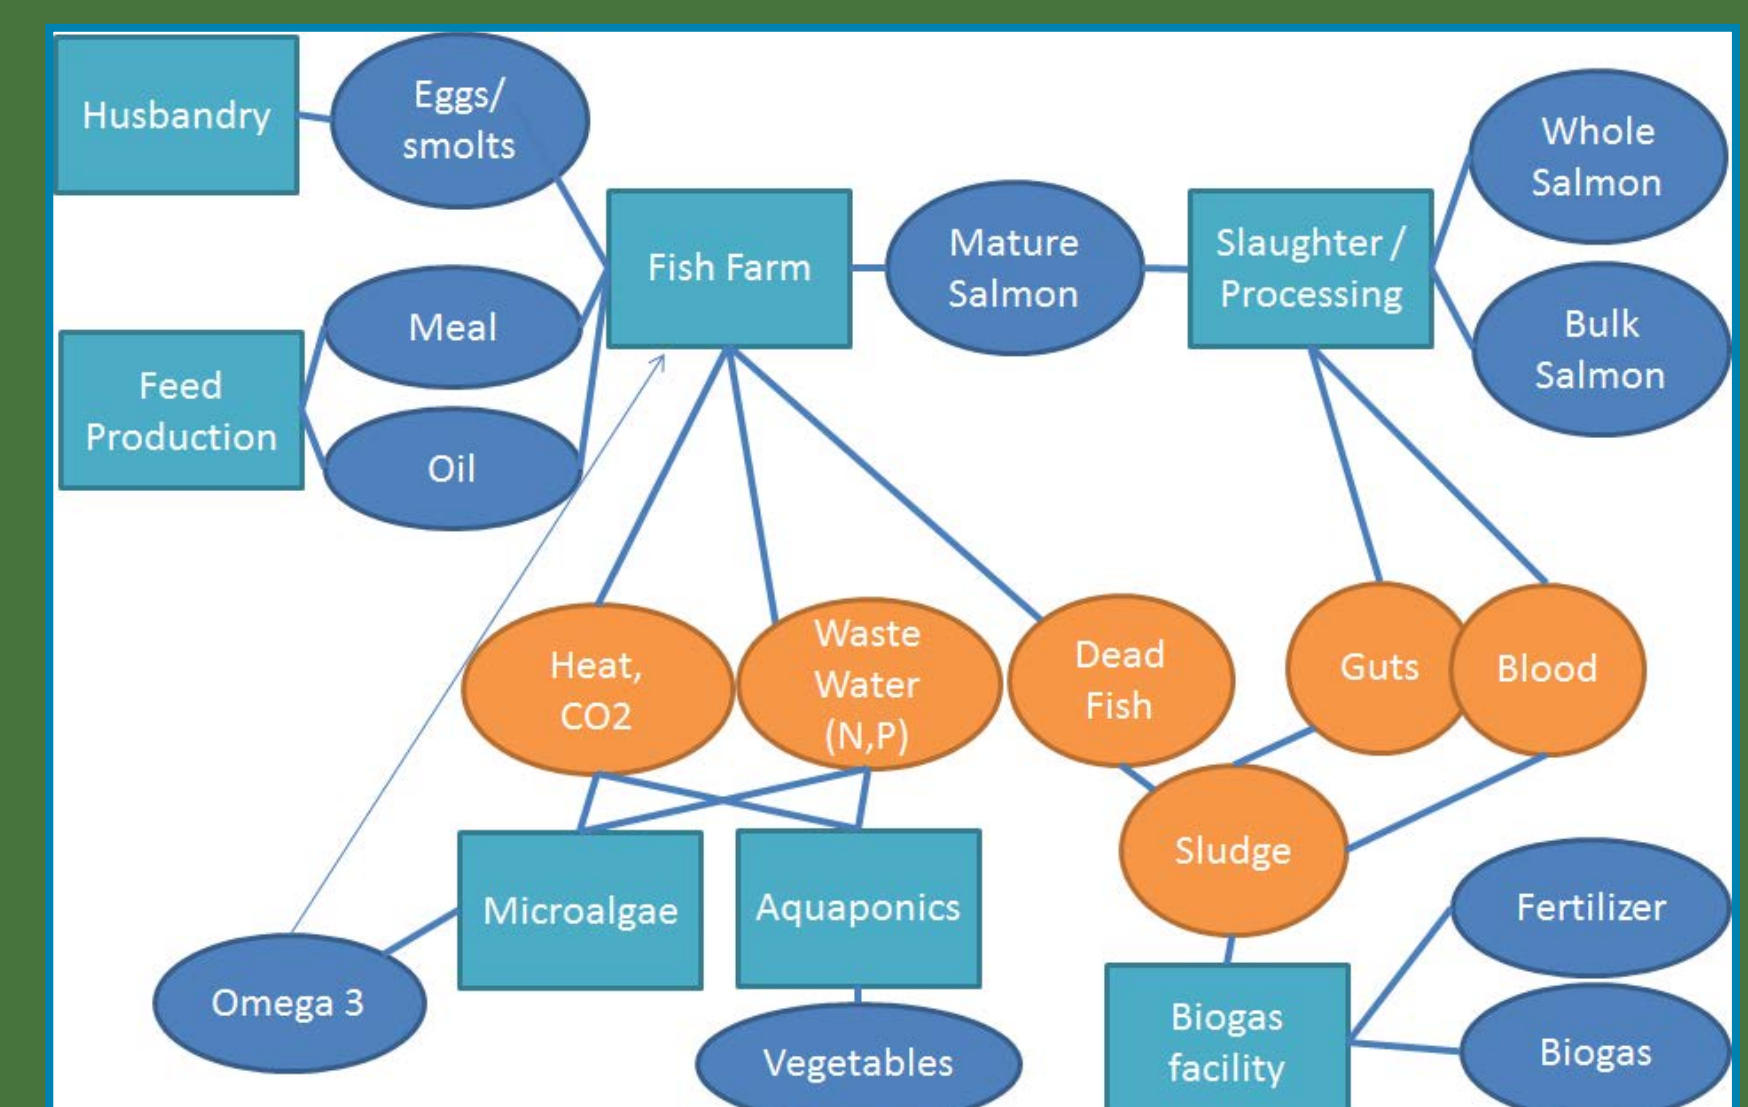 Husbandry
Eggs/
smolts
Whole
Salmon
Fish Farm
Mature
Salmon
Slaughter /
Processing
Meal
Bulk
Salmon
Feed
Production
Oil
Heat,
CO2
Waste
Water
(N,P)
Dead
Fish
Guts
Blood
Sludge
Microalgae
Aquaponics
Fertilizer
Omega 3
Vegetables
Biogas
facility
Biogas